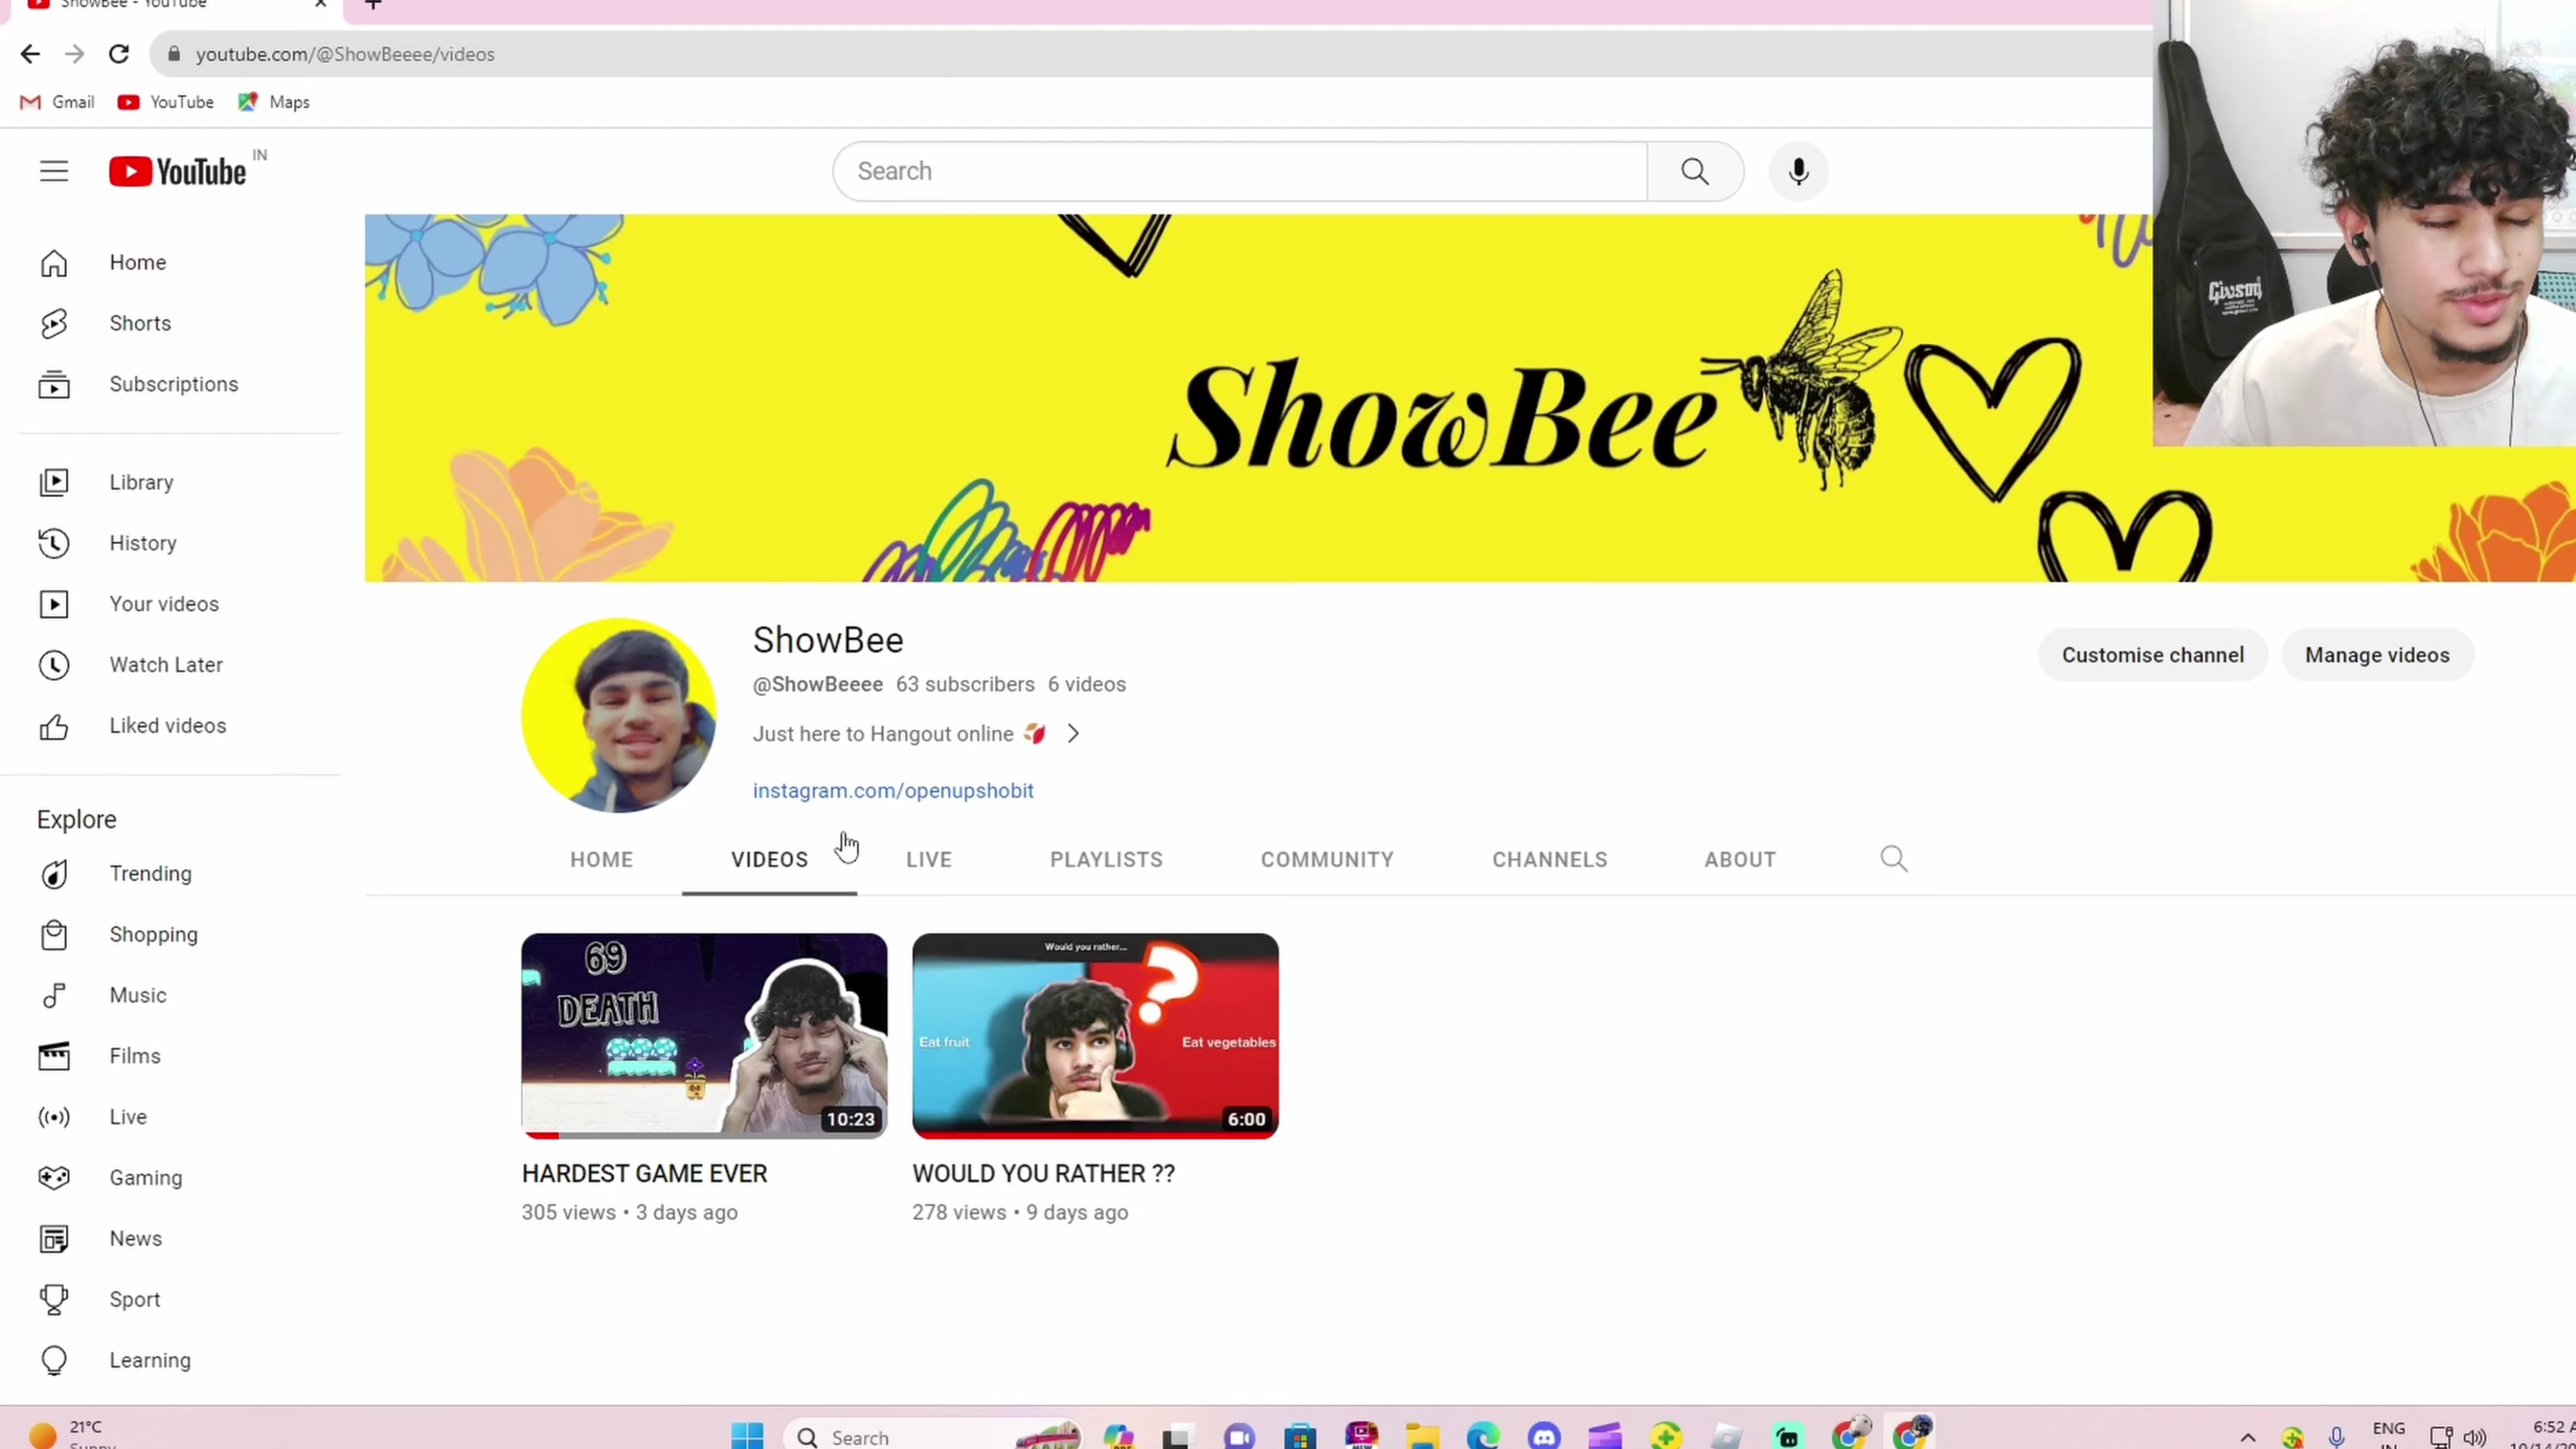 ShowBee - YouTube
youtube.com/@ShowBeeee/videos
Gmail YouTube Maps
YouTube IN
Search
Home
Shorts
Subscriptions
Library
History
Your videos
Watch Later
Liked videos
Explore
Trending
Shopping
Music
Films
Live
Gaming
News
Sport
Learning
ShowBee
ShowBee
@ShowBeeee 63 subscribers 6 videos
Just here to Hangout online
instagram.com/openupshobit
Customise channel Manage videos
HOME VIDEOS LIVE PLAYLISTS COMMUNITY CHANNELS ABOUT
69
DEATH
10:23
HARDEST GAME EVER
305 views • 3 days ago
Would you rather...
Eat fruit
Eat vegetables
6:00
WOULD YOU RATHER ??
278 views • 9 days ago
Givson
21°C
Sunny
Search
ENG
IN
6:52